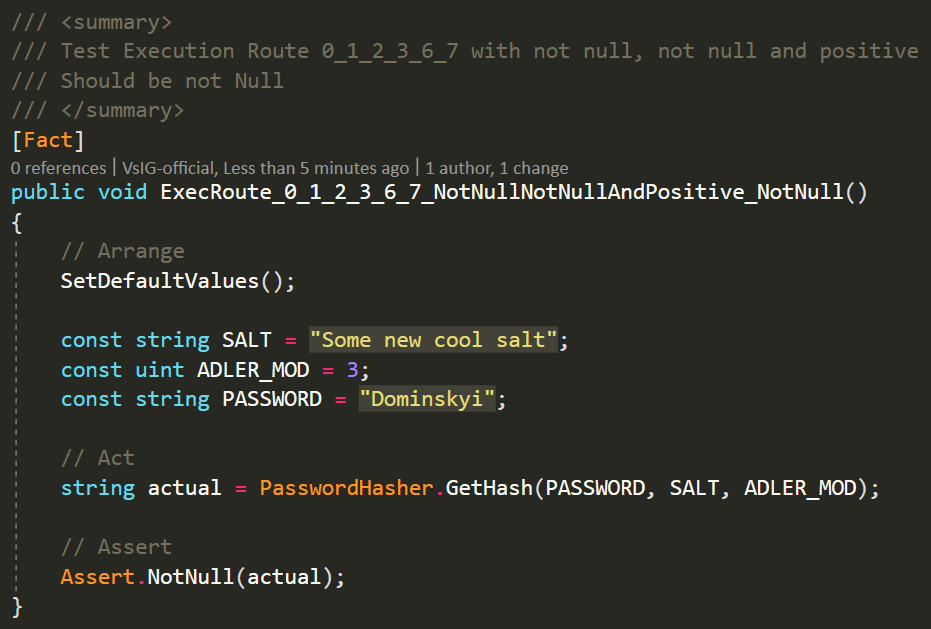 /// <summary>
/// Test Execution Route 0_1_2_3_6_7 with not null, not null and positive
/// Should be not Null
/// </summary>
[Fact]
0 references | VsIG-official, Less than 5 minutes ago | 1 author, 1 change
public void ExecRoute_0_1_2_3_6_7_NotNullNotNullAndPositive_NotNull()
{
    // Arrange
    SetDefaultValues();

    const string SALT = "Some new cool salt";
    const uint ADLER_MOD = 3;
    const string PASSWORD = "Dominskyi";

    // Act
    string actual = PasswordHasher.GetHash(PASSWORD, SALT, ADLER_MOD);

    // Assert
    Assert.NotNull(actual);
}